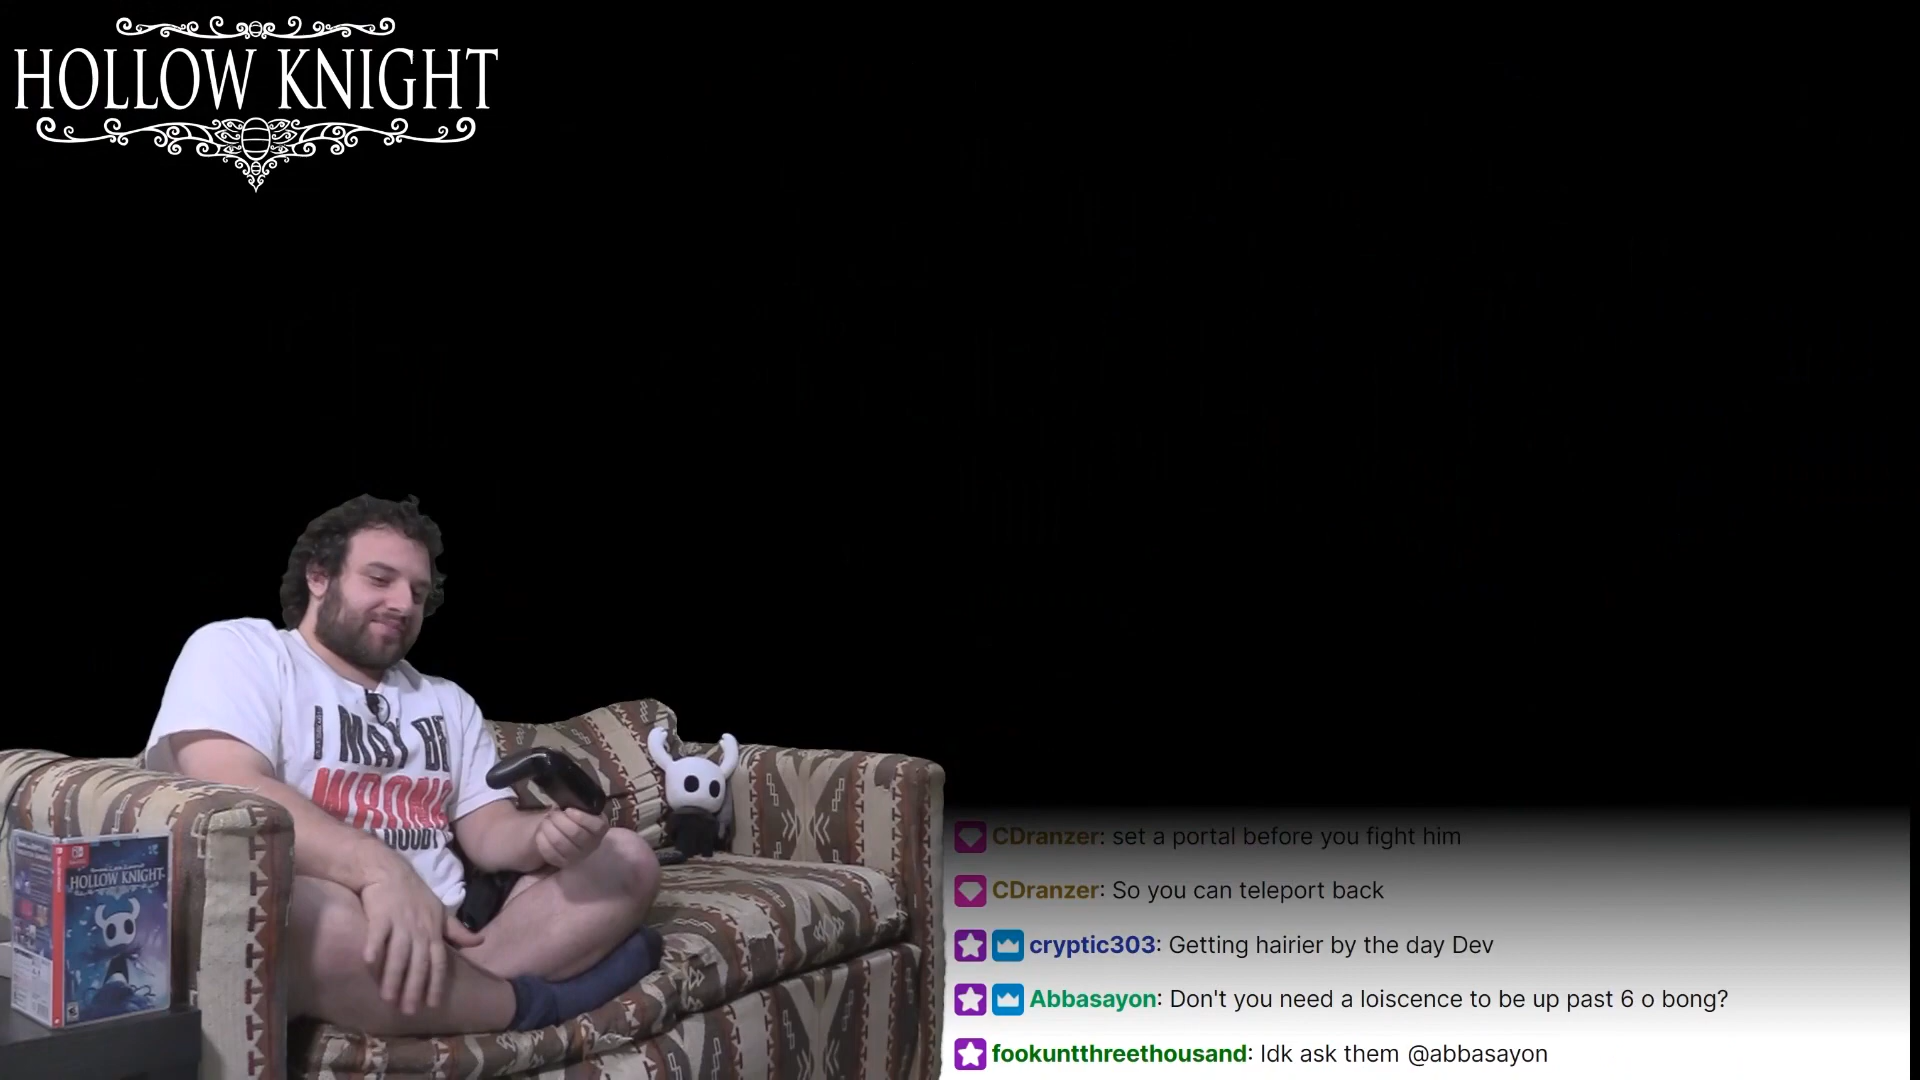 HOLLOW KNIGHT
I MAY BE
WRONG
DOUBT
HOLLOW KNIGHT
CDranzer: set a portal before you fight him
CDranzer: So you can teleport back
cryptic303: Getting hairier by the day Dev
Abbasayon: Don't you need a loiscence to be up past 6 o bong?
fookuntthreethousand: Idk ask them @abbasayon